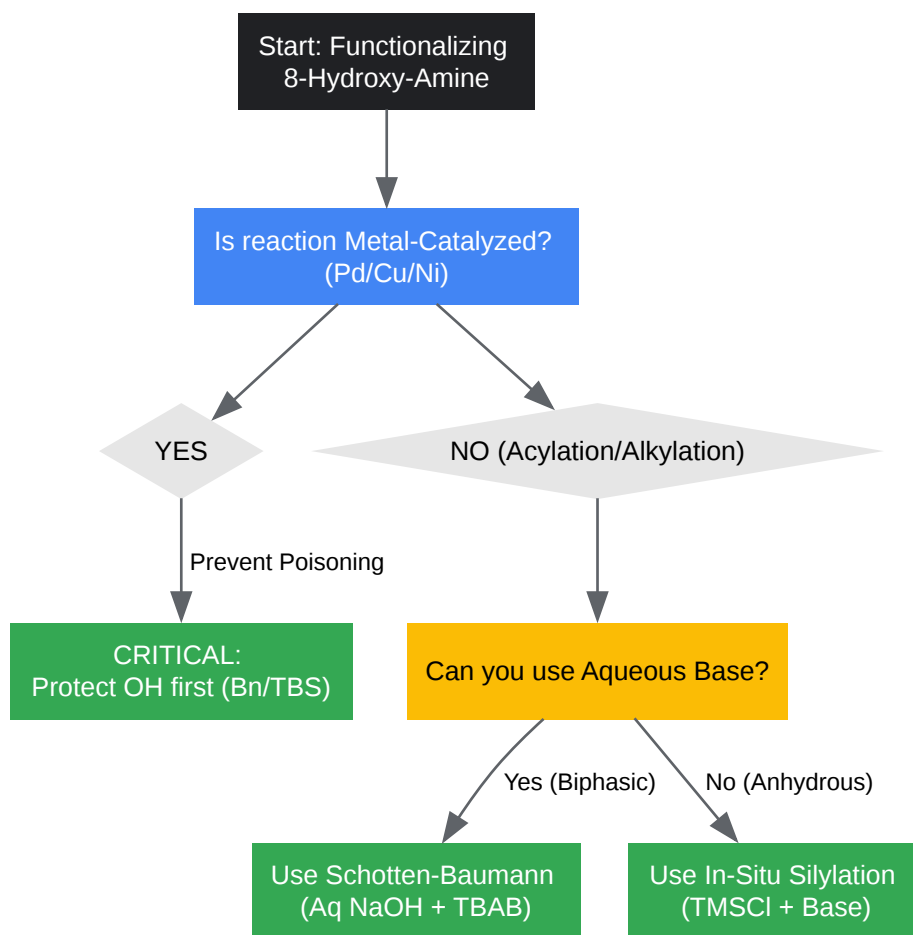 Start: Functionalizing
8-Hydroxy-Amine
Is reaction Metal-Catalyzed?
(Pd/Cu/Ni)
YES
NO (Acylation/Alkylation)
Prevent Poisoning
CRITICAL:
Protect OH first (Bn/TBS)
Can you use Aqueous Base?
Yes (Biphasic)
No (Anhydrous)
Use Schotten-Baumann
(Aq NaOH + TBAB)
Use In-Situ Silylation
(TMSCl + Base)